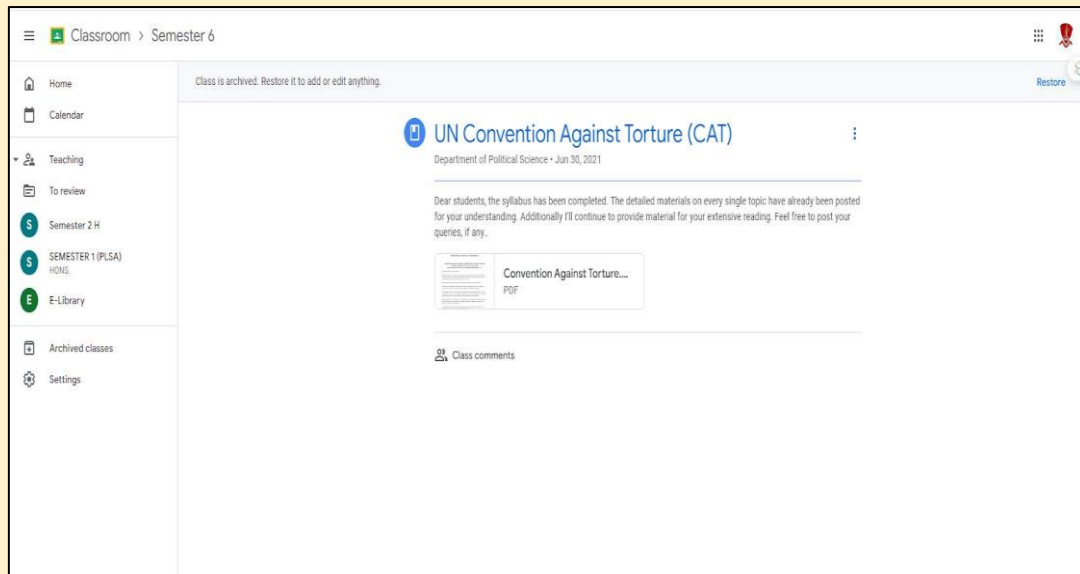 Classroom > Semester 6
Class is archived. Restore it to add or edit anything.
Restore
Home
Calendar
Teaching
To review
S Semester 2 H
S SEMESTER 1 (PLSA)
HONS.
E E-Library
Archived classes
Settings
UN Convention Against Torture (CAT)
Department of Political Science • Jun 30, 2021
Dear students, the syllabus has been completed. The detailed materials on every single topic have already been posted
for your understanding. Additionally I'll continue to provide material for your extensive reading. Feel free to post your
queries, if any..
Convention Against Torture....
PDF
Class comments